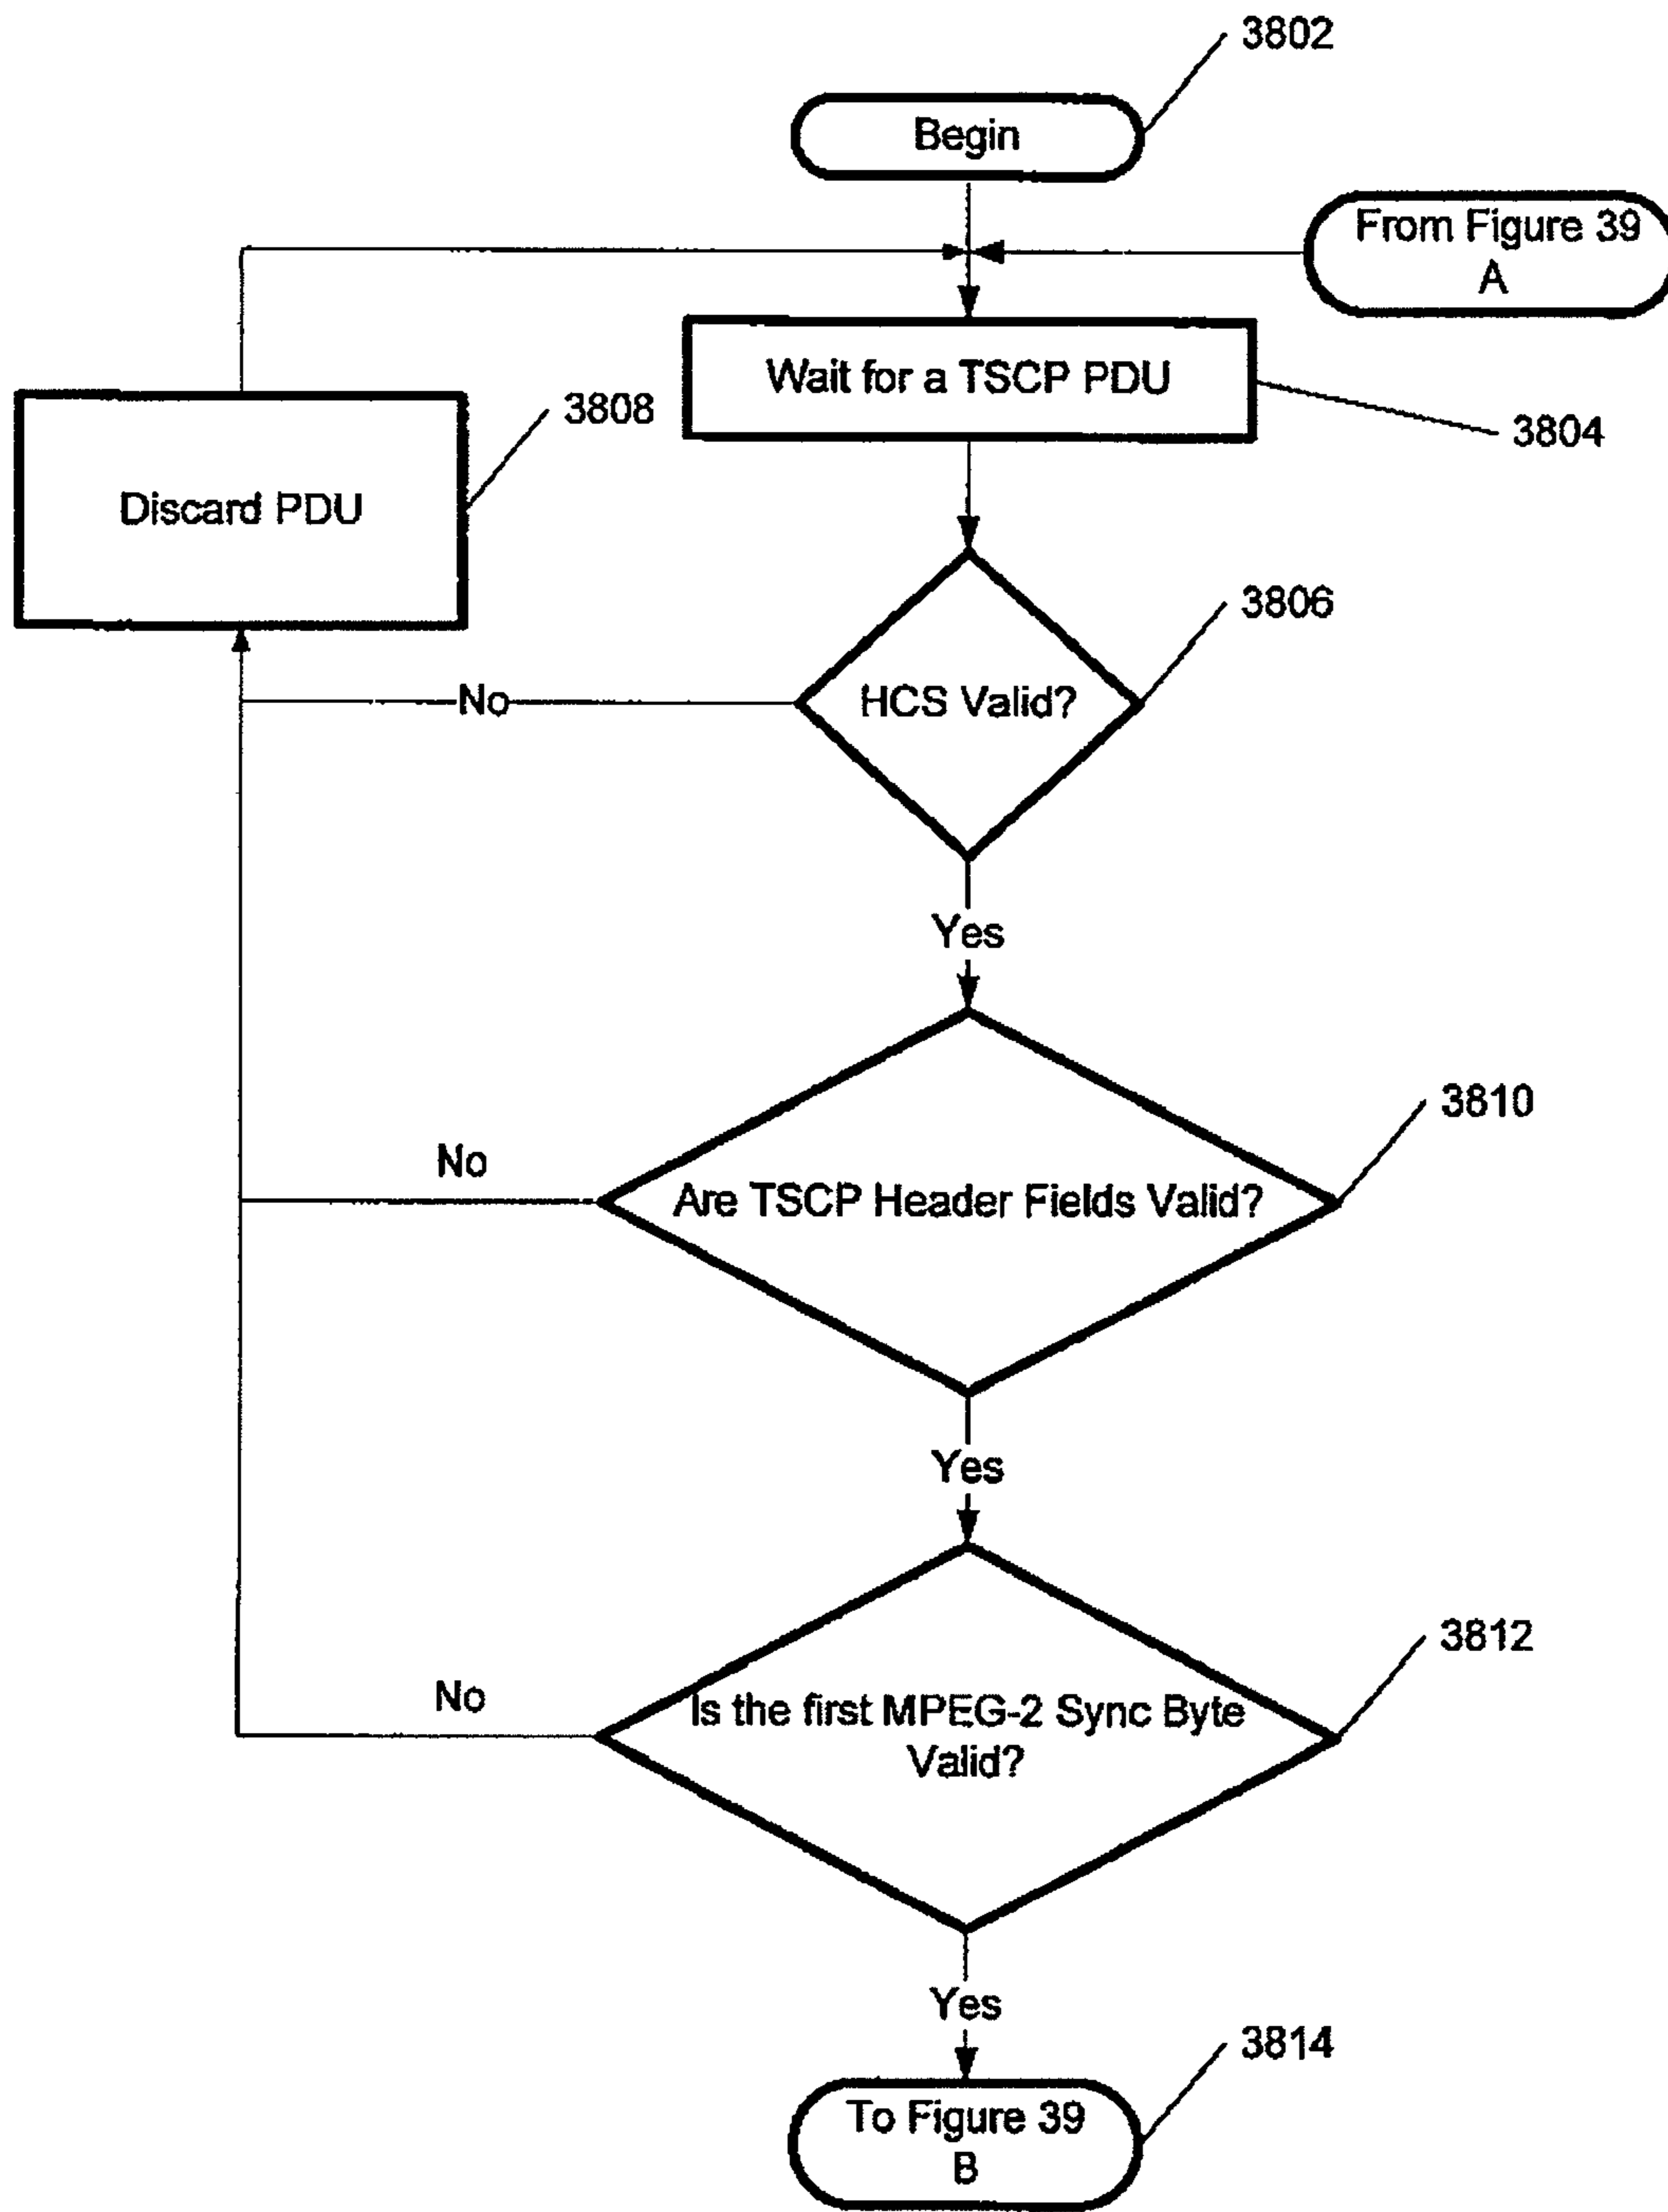 3802
Begin
From Figure 39
A
Wait for a TSCP PDU
3804
3808
Discard PDU
3806
HCS Valid?
No
Yes
3810
No
Are TSCP Header Fields Valid?
Yes
3812
No
Is the first MPEG-2 Sync Byte
Valid?
Yes
3814
To Figure 39
B